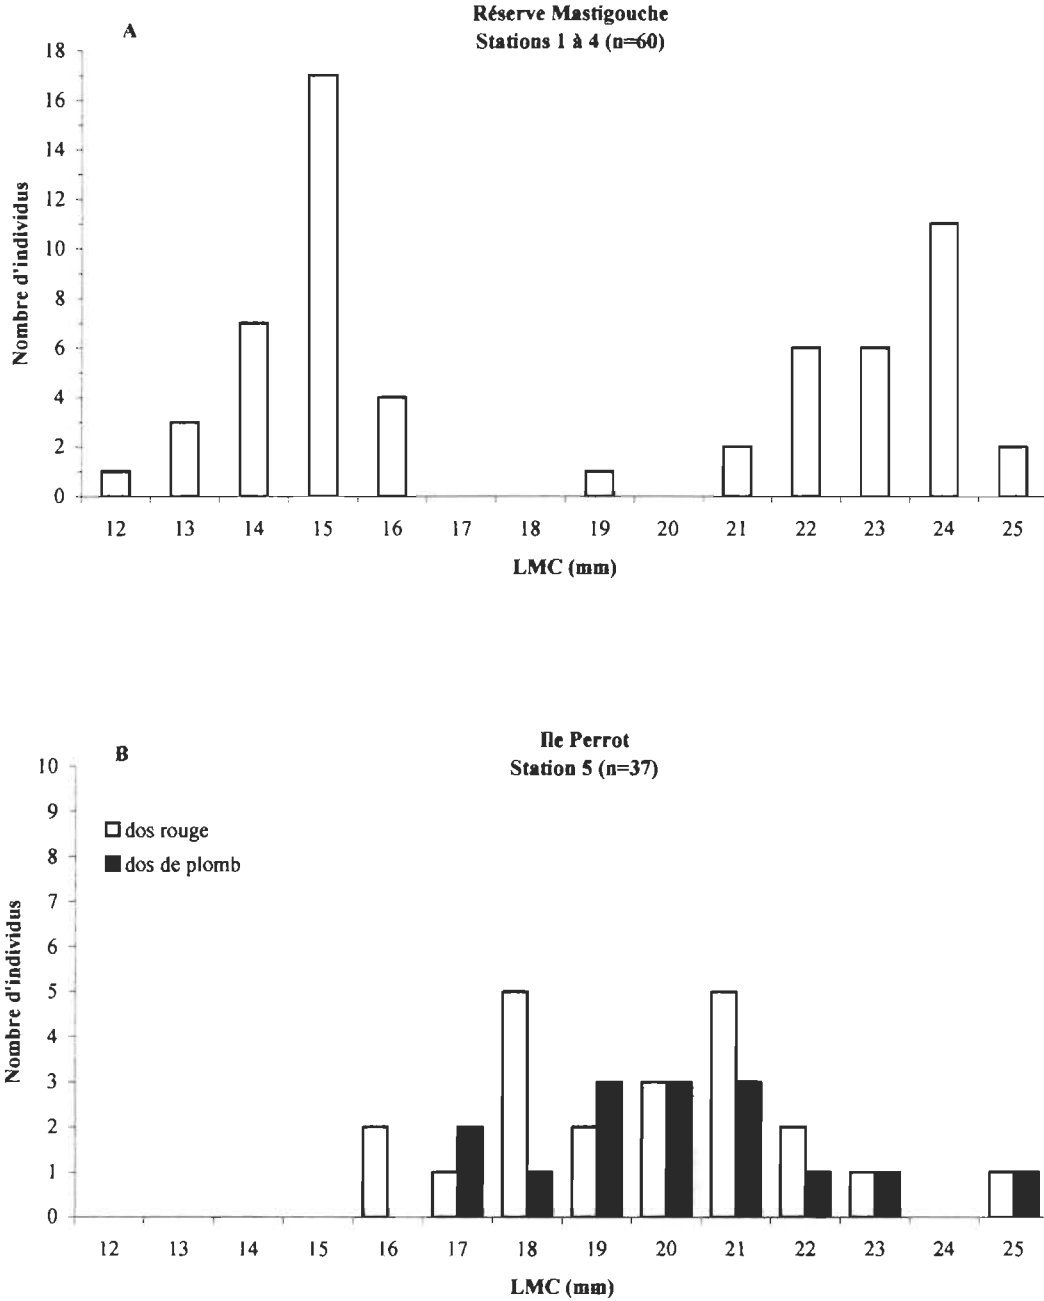 A
Réserve Mastigouche
Stations 1 à 4 (n=60)
Nombre d'individus
18
16
14
12
10
8
6
4
2
0
12 13 14 15 16 17 18 19 20 21 22 23 24 25
LMC (mm)
B
Ile Perrot
Station 5 (n=37)
Nombre d'individus
10
9
8
7
6
5
4
3
2
1
0
dos rouge
dos de plomb
12 13 14 15 16 17 18 19 20 21 22 23 24 25
LMC (mm)